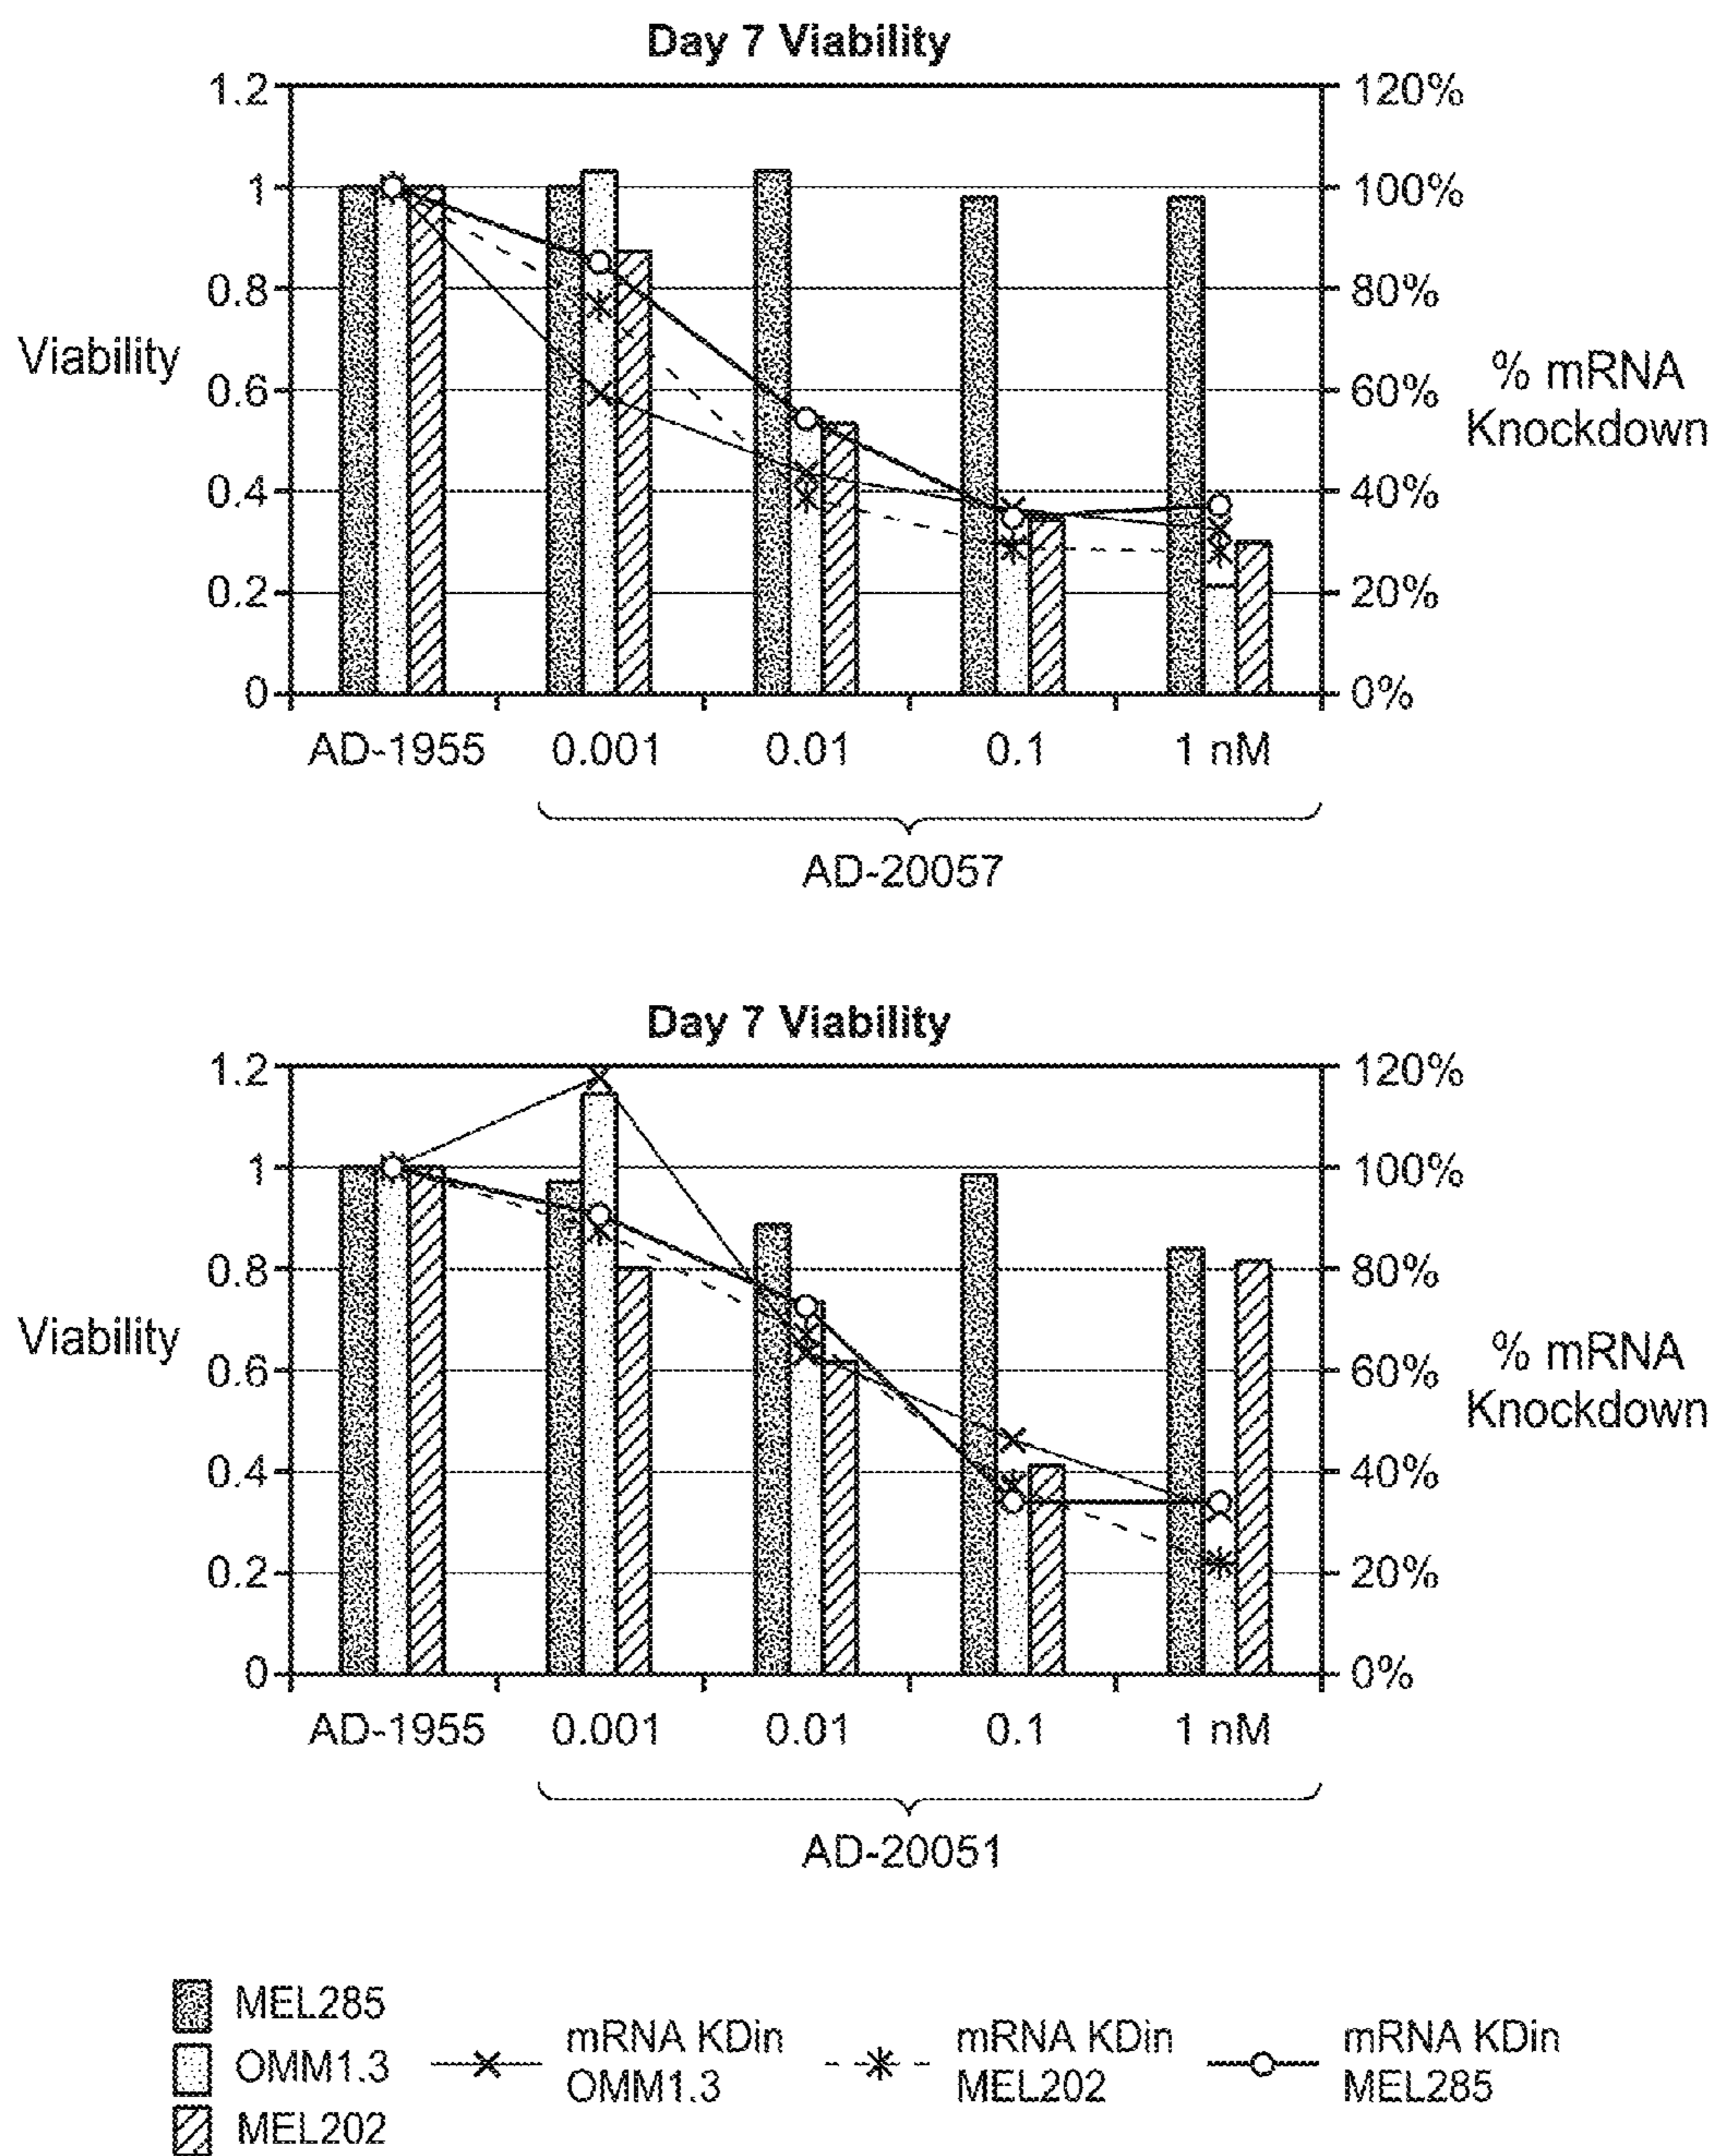 Day 7 Viability
1.2
1
0.8
0.6
0.4
0.2
0
Viability
120%
100%
80%
60%
40%
20%
0%
% mRNA
Knockdown
AD-1955 0.001 0.01 0.1 1 nM
AD-20057
Day 7 Viability
1.2
1
0.8
0.6
0.4
0.2
0
Viability
120%
100%
80%
60%
40%
20%
0%
% mRNA
Knockdown
AD-1955 0.001 0.01 0.1 1 nM
AD-20051
MEL285
OMM1.3
MEL202
mRNA KDin
OMM1.3
mRNA KDin
MEL202
mRNA KDin
MEL285